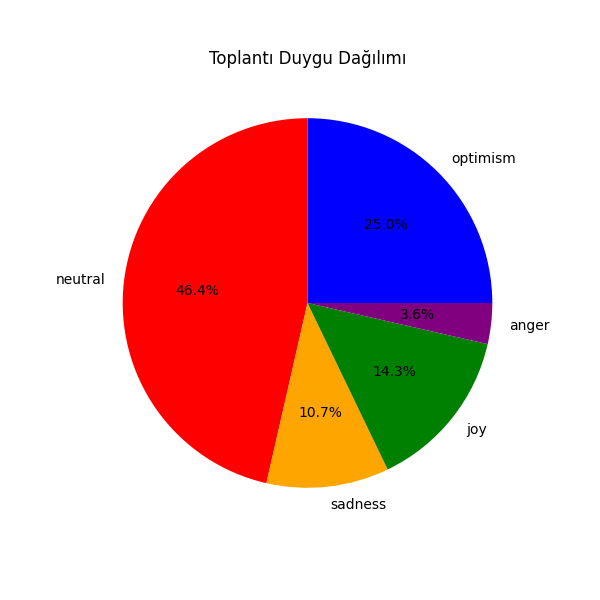 Toplantı Duygu Dağılımı
optimism
25.0%
neutral
46.4%
3.6%
anger
14.3%
10.7%
joy
sadness